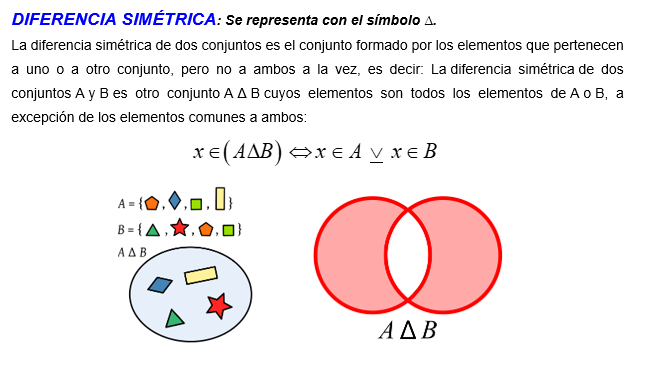 DIFERENCIA SIMÉTRICA: Se representa con el símbolo Δ.
La diferencia simétrica de dos conjuntos es el conjunto formado por los elementos que pertenecen
a uno o a otro conjunto, pero no a ambos a la vez, es decir: La diferencia simétrica de dos
conjuntos A y B es otro conjunto A Δ B cuyos elementos son todos los elementos de A o B, a
excepción de los elementos comunes a ambos:
x ∈ (AΔB) ⇔ x ∈ A ⊻ x ∈ B
A = { , , , }
B = { , , , }
A Δ B
A Δ B